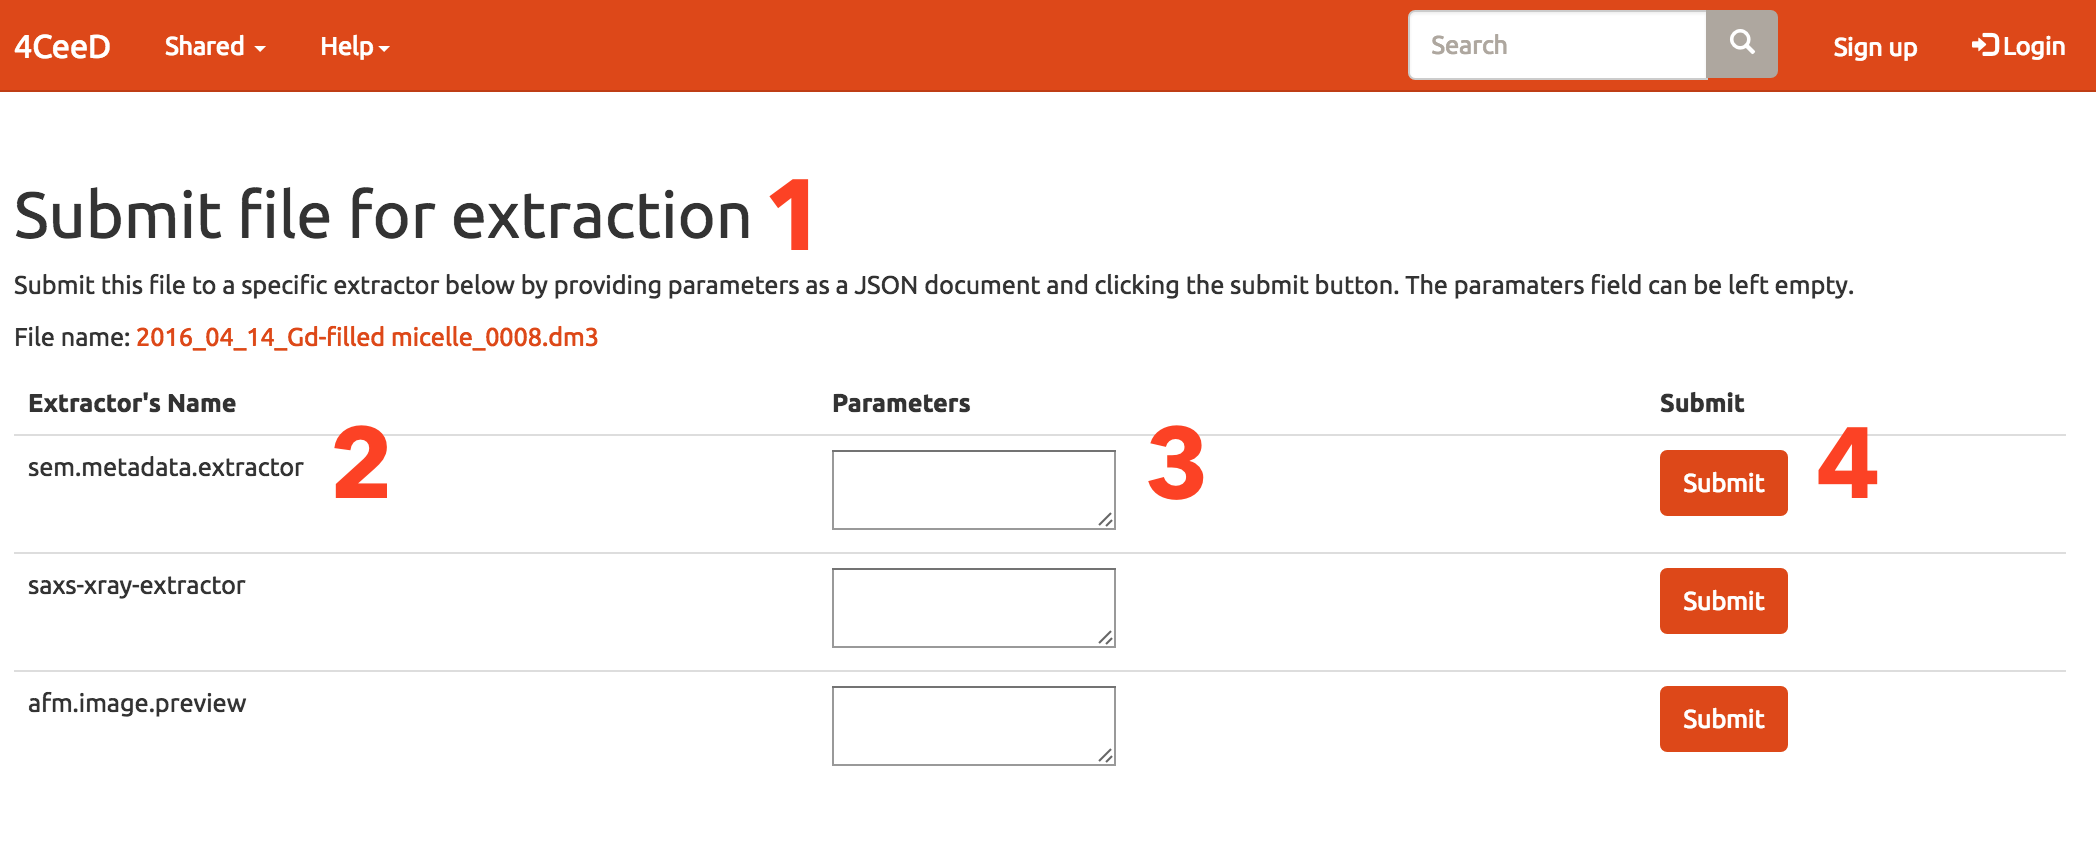 4CeeD Shared Help Search Sign up Login
Submit file for extraction 1
Submit this file to a specific extractor below by providing parameters as a JSON document and clicking the submit button. The paramaters field can be left empty.
File name: 2016_04_14_Gd-filled micelle_0008.dm3
Extractor's Name Parameters Submit
sem.metadata.extractor 2 3 Submit 4
saxs-xray-extractor Submit
afm.image.preview Submit